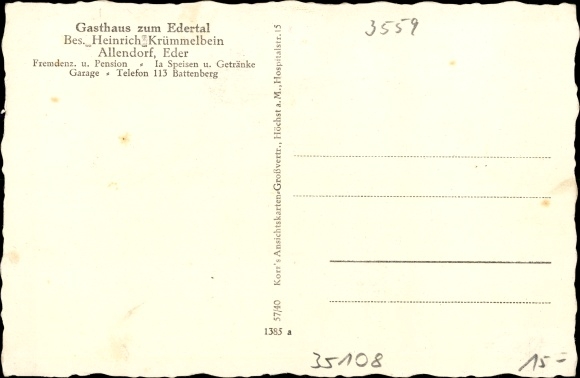 Gasthaus zum Edertal
Bes. Heinrich Krümmelbein
Allendorf, Eder
Fremdenz. u. Pension • Ia Speisen u. Getränke
Garage • Telefon 113 Battenberg
3559
57/40 Korr's Ansichtskarten-Großvertr., Höchst a. M., Hospitalstr. 15
1385 a
35108
15.-